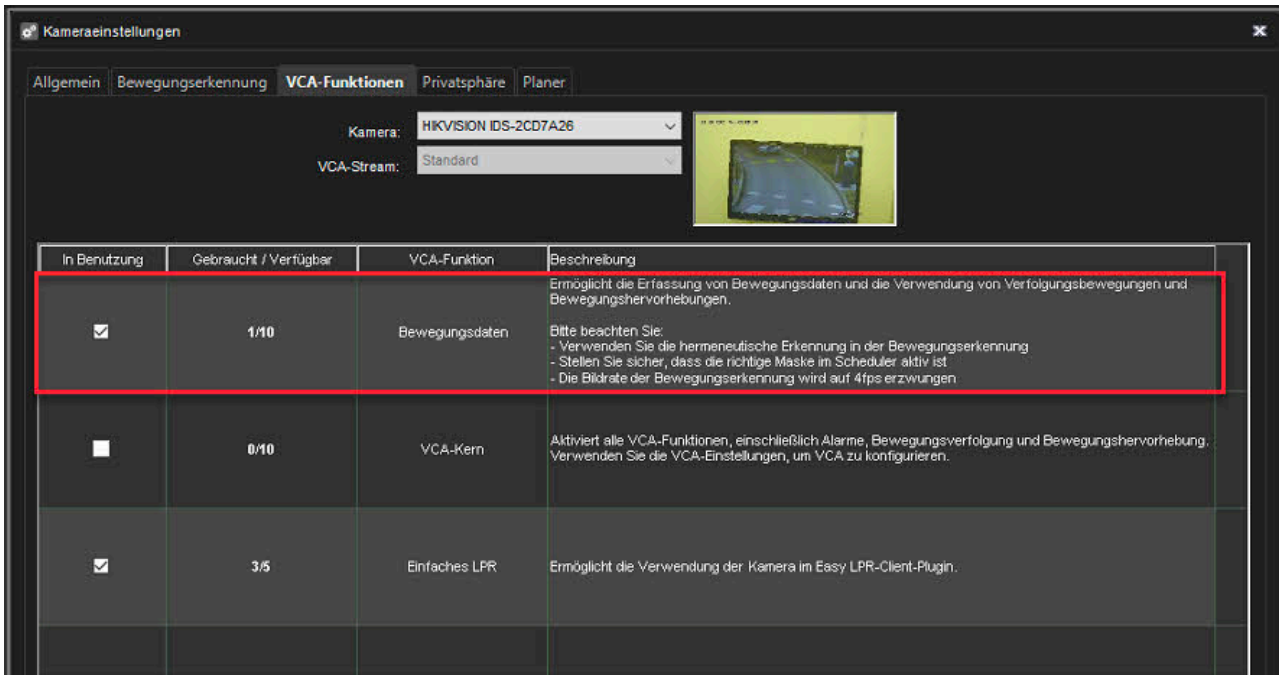 Kameraeinstellungen
Allgemein Bewegungserkennung VCA-Funktionen Privatsphäre Planer
Kamera: HIKVISION IDS-2CD7A26
VCA-Stream: Standard
In Benutzung Gebraucht / Verfügbar VCA-Funktion Beschreibung
Ermöglicht die Erfassung von Bewegungsdaten und die Verwendung von Verfolgungsbewegungen und
Bewegungshervorhebungen.
1/10 Bewegungsdaten
Bitte beachten Sie:
- Verwenden Sie die hermeneutische Erkennung in der Bewegungserkennung
- Stellen Sie sicher, dass die richtige Maske im Scheduler aktiv ist
- Die Bildrate der Bewegungserkennung wird auf 4fps erzwungen
0/10 VCA-Kern
Aktiviert alle VCA-Funktionen, einschließlich Alarme, Bewegungsverfolgung und Bewegungshervorhebung.
Verwenden Sie die VCA-Einstellungen, um VCA zu konfigurieren.
3/5 Einfaches LPR Ermöglicht die Verwendung der Kamera im Easy LPR-Client-Plugin.